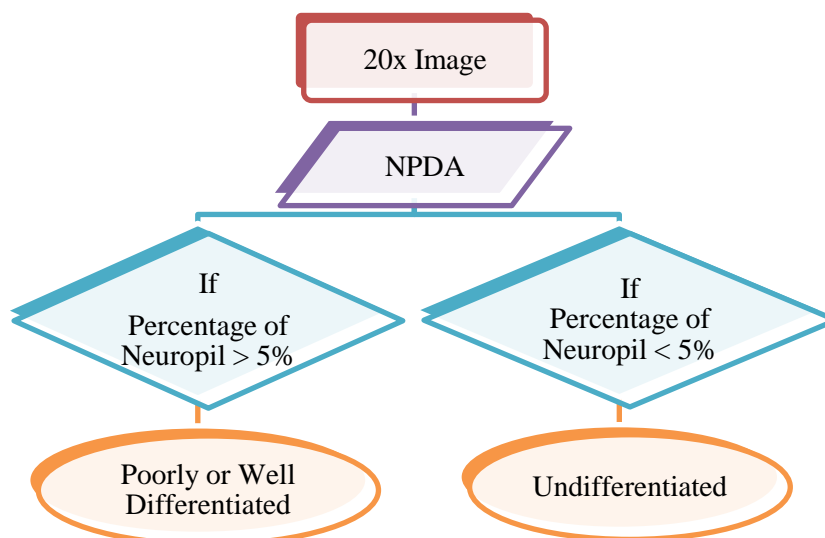 20x Image
NPDA
If
Percentage of
Neuropil > 5%
If
Percentage of
Neuropil < 5%
Poorly or Well
Differentiated
Undifferentiated